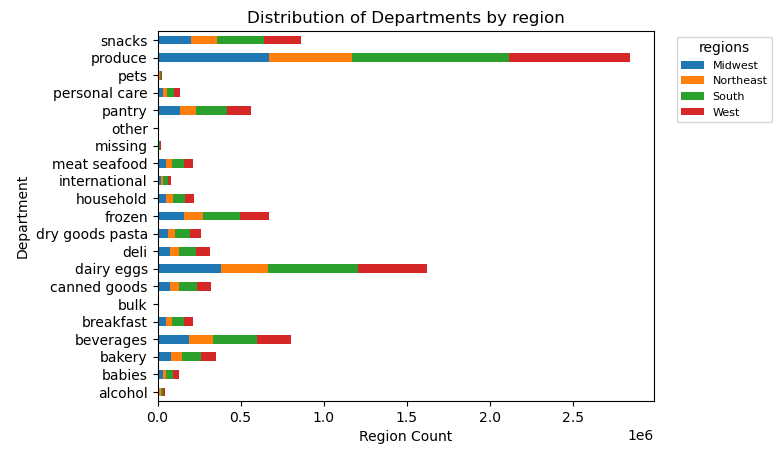 Distribution of Departments by region
snacks
produce
pets
personal care
pantry
other
missing
meat seafood
international
household
frozen
dry goods pasta
deli
dairy eggs
canned goods
bulk
breakfast
beverages
bakery
babies
alcohol
Department
0.0 0.5 1.0 1.5 2.0 2.5
1e6
Region Count
regions
Midwest
Northeast
South
West